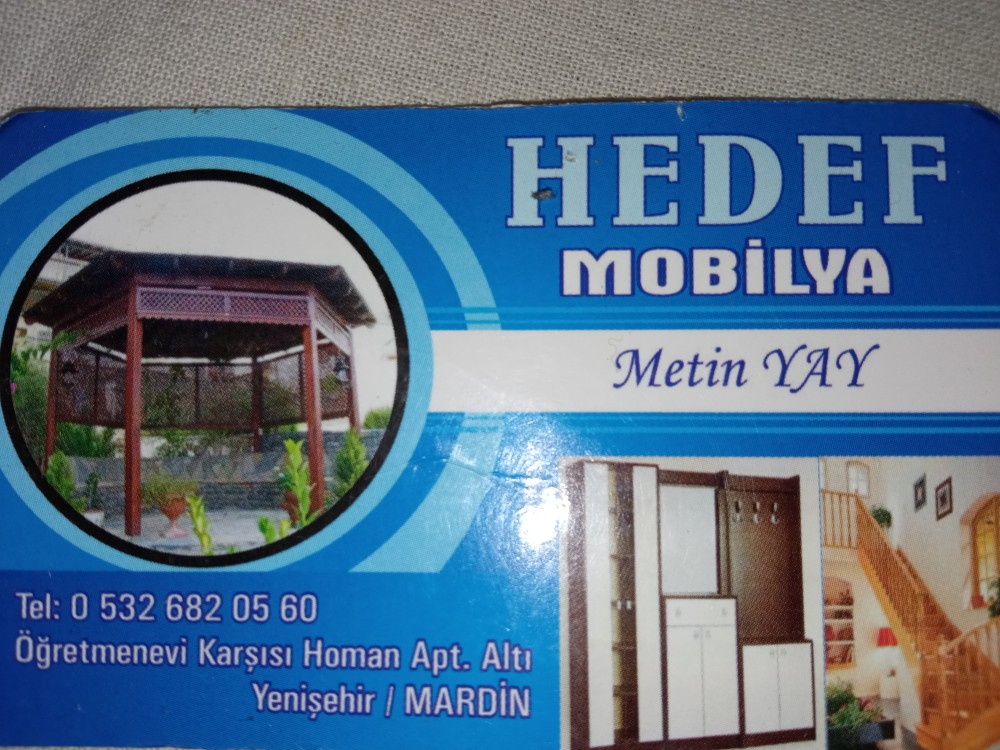 HEDEF
MOBİLYA
Metin YAY
Tel: 0 532 682 05 60
Öğretmenevi Karşısı Homan Apt. Altı
Yenişehir / MARDİN